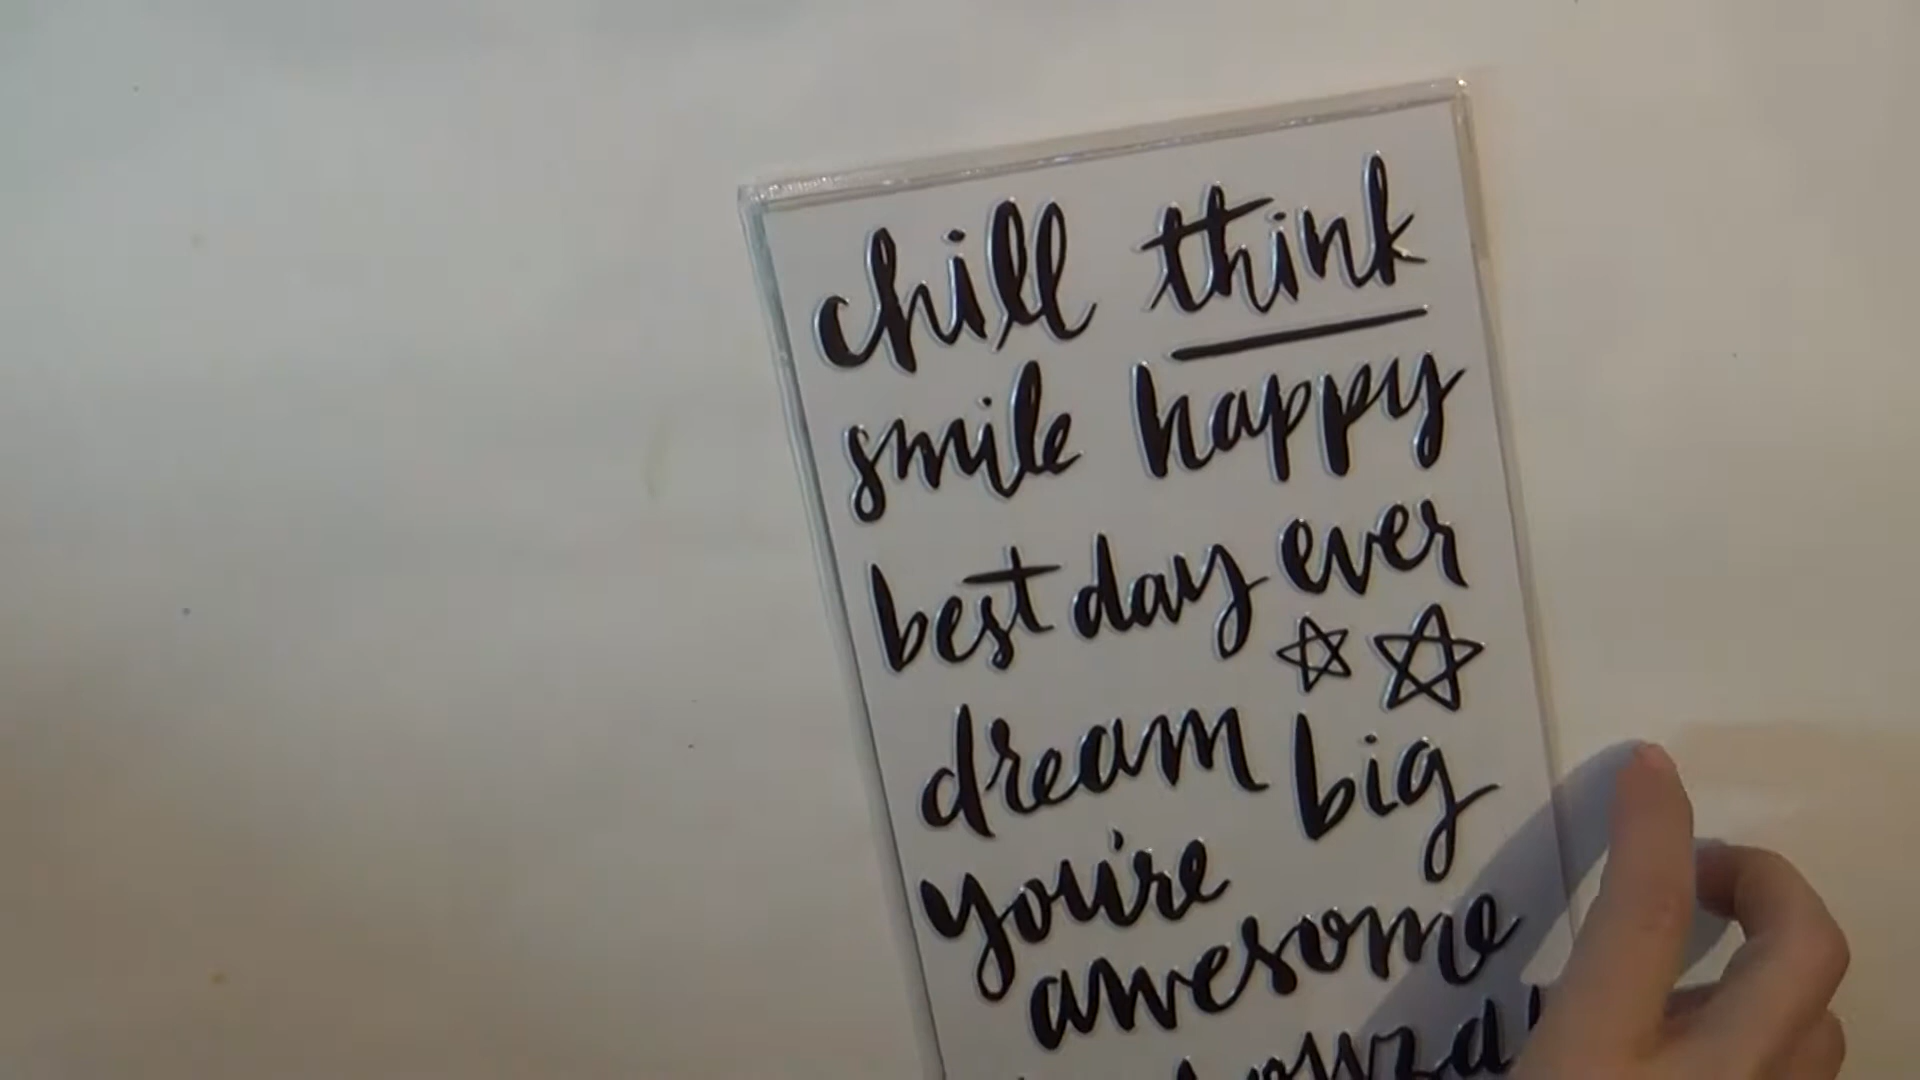 chill think
smile happy
best day ever
dream big
you're
awesome